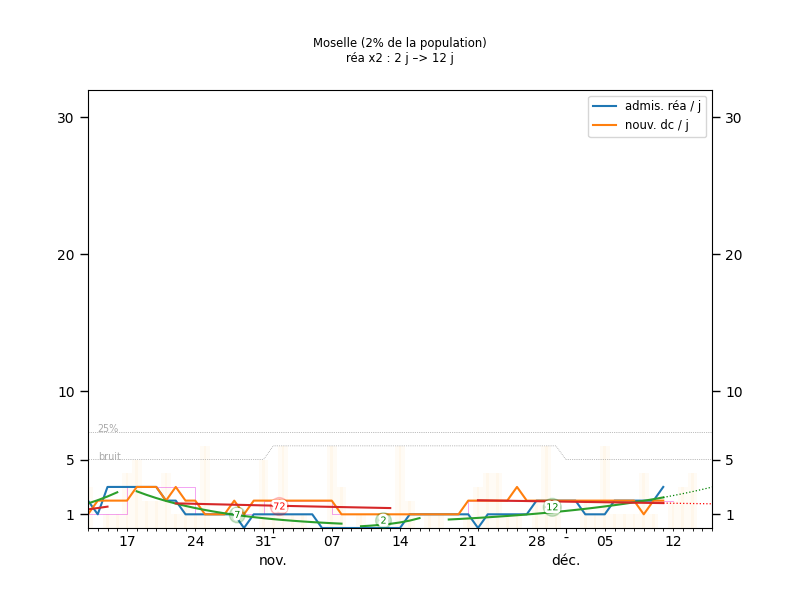 Moselle (2% de la population)
réa x2 : 2 j –> 12 j
admis. réa / j
nouv. dc / j
30 30
20 20
10 10
25%
5 bruit 5
1 7 72 2 12 1
17 24 31 07 14 21 28 05 12
nov. déc.